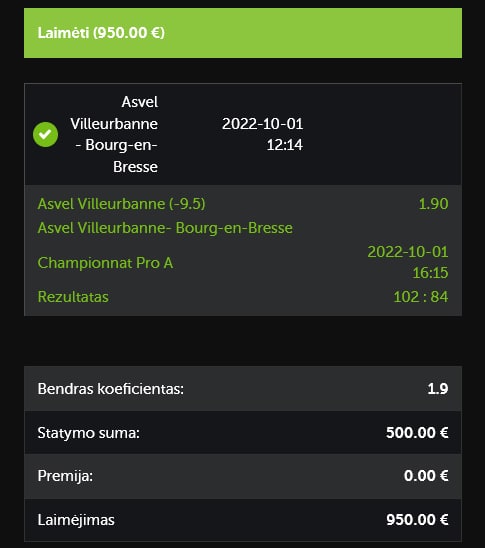 Laimėti (950.00 €)
Asvel
Villeurbanne
- Bourg-en-
Bresse
2022-10-01
12:14
Asvel Villeurbanne (-9.5) 1.90
Asvel Villeurbanne- Bourg-en-Bresse
Championnat Pro A
2022-10-01
16:15
Rezultatas 102 : 84
Bendras koeficientas: 1.9
Statymo suma: 500.00 €
Premija: 0.00 €
Laimėjimas 950.00 €